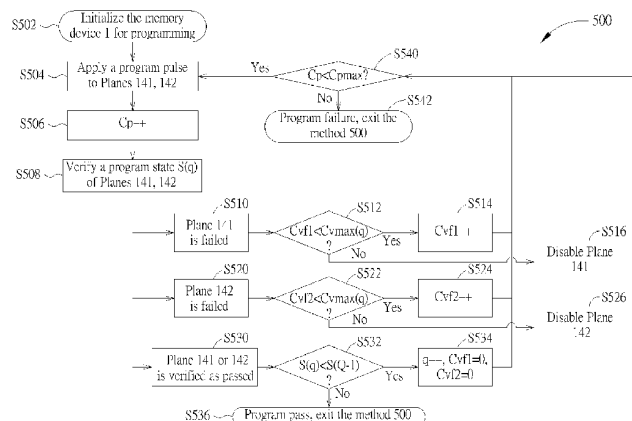 500
S502
Initialize the memory
device 1 for programming
S504
Apply a program pulse
to Planes 141, 142
Yes
S540
Cp<Cpmax?
No
S542
Program failure, exit the
method 500
S506
Cp++
S508
Verify a program state S(q)
of Planes 141, 142
S510
Plane 141
is failed
S512
Cvf1<Cvmax(q)
?
Yes
No
S514
Cvf1++
S516
Disable Plane
141
S520
Plane 142
is failed
S522
Cvf2<Cvmax(q)
?
Yes
No
S524
Cvf2++
S526
Disable Plane
142
S530
Plane 141 or 142
is verified as passed
S532
S(q)<S(Q-1)
?
Yes
No
S534
q++, Cvf1=0,
Cvf2=0
S536
Program pass, exit the method 500